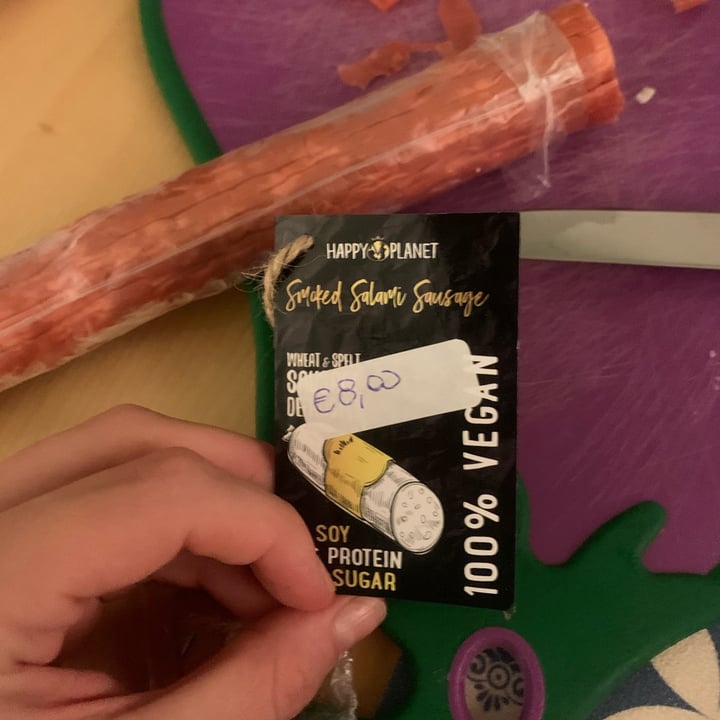 HAPPY PLANET
Smoked Salami Sausage
WHEAT & SPELT
€8,00
100% VEGAN
SOY
PROTEIN
SUGAR